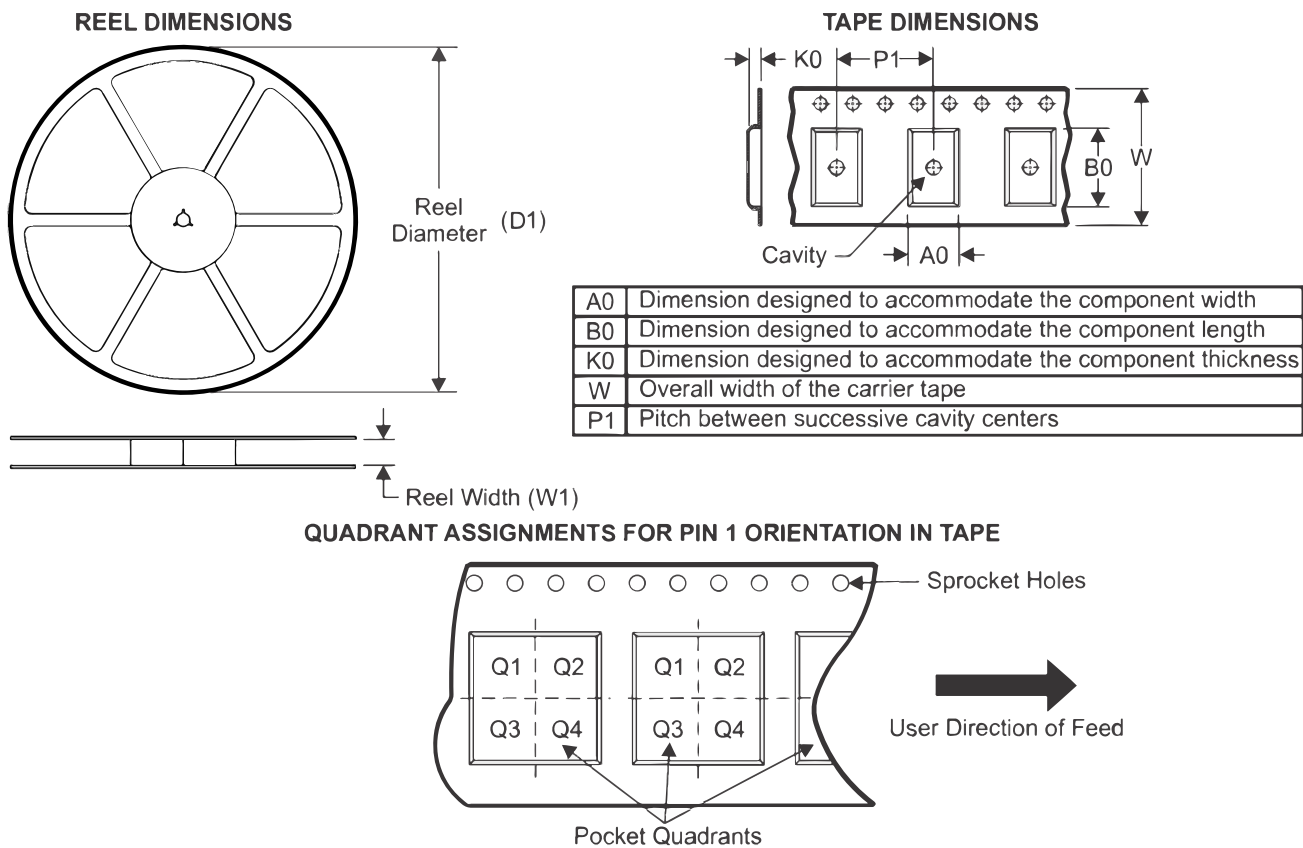 REEL DIMENSIONS
TAPE DIMENSIONS
K0
P1
B0
W
Reel
Diameter
(D1)
Cavity
A0
A0 Dimension designed to accommodate the component width
B0 Dimension designed to accommodate the component length
K0 Dimension designed to accommodate the component thickness
W Overall width of the carrier tape
P1 Pitch between successive cavity centers
Reel Width (W1)
QUADRANT ASSIGNMENTS FOR PIN 1 ORIENTATION IN TAPE
Sprocket Holes
Q1 Q2 Q1 Q2
Q3 Q4 Q3 Q4
User Direction of Feed
Pocket Quadrants